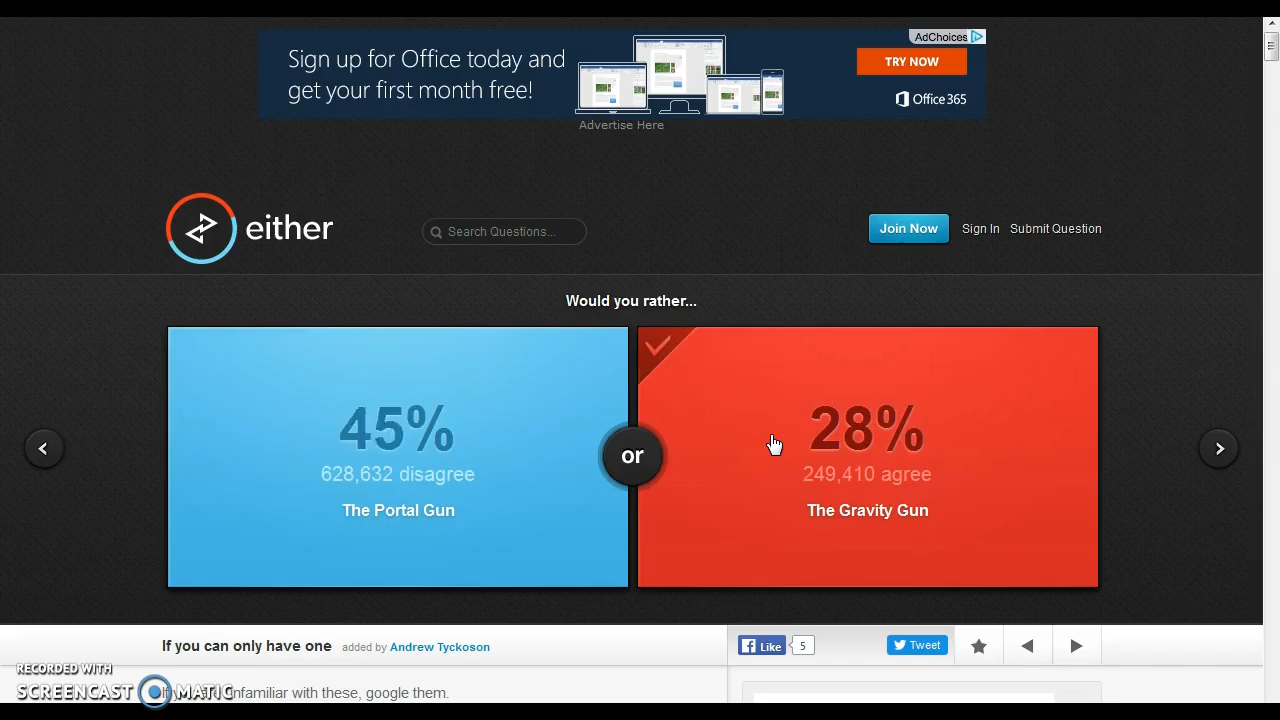 AdChoices
Sign up for Office today and
get your first month free!
TRY NOW
Office 365
Advertise Here
either
Search Questions...
Join Now
Sign In
Submit Question
Would you rather...
45%
628,632 disagree
The Portal Gun
or
28%
249,410 agree
The Gravity Gun
If you can only have one added by Andrew Tyckoson
Like 5
Tweet
RECORDED WITH
SCREENCAST MATIC
unfamiliar with these, google them.